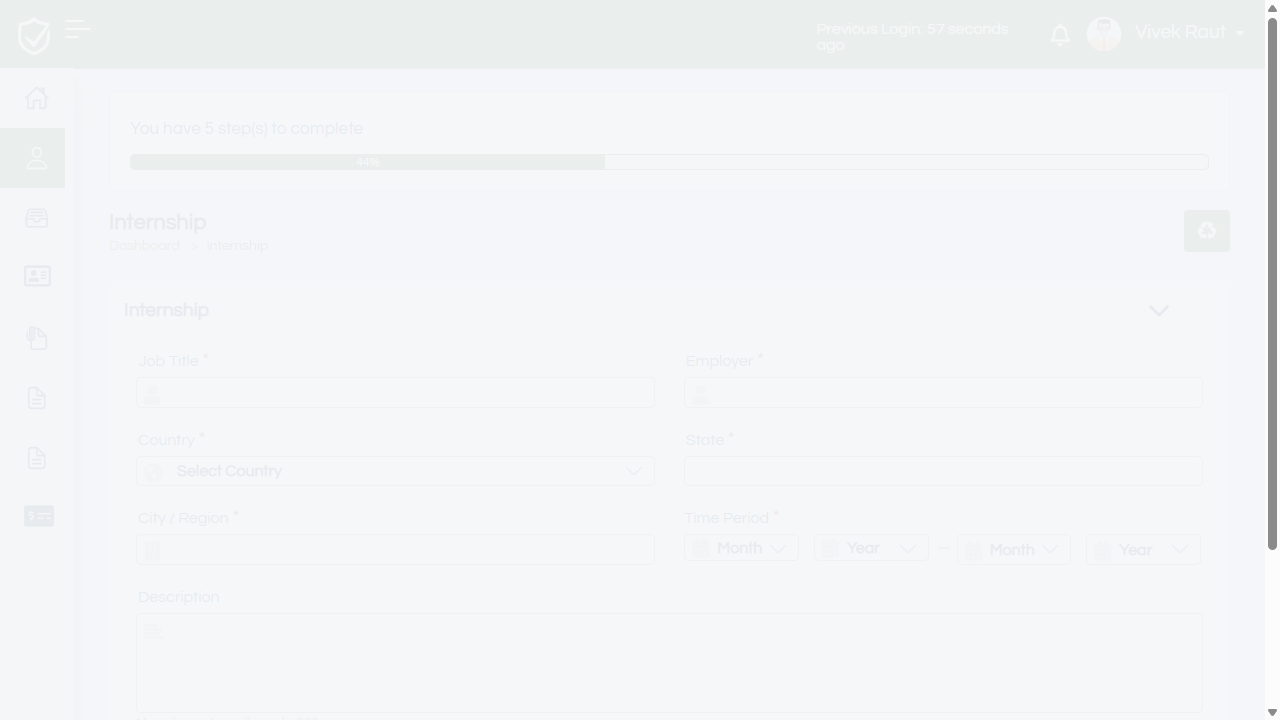 Previous Login: 57 seconds
ago
Vivek Raut
You have 5 step(s) to complete
44%
Internship
Dashboard > Internship
Internship
Job Title *
Employer *
Country *
State *
Select Country
City / Region *
Time Period *
Month
Year
–
Month
Year
Description